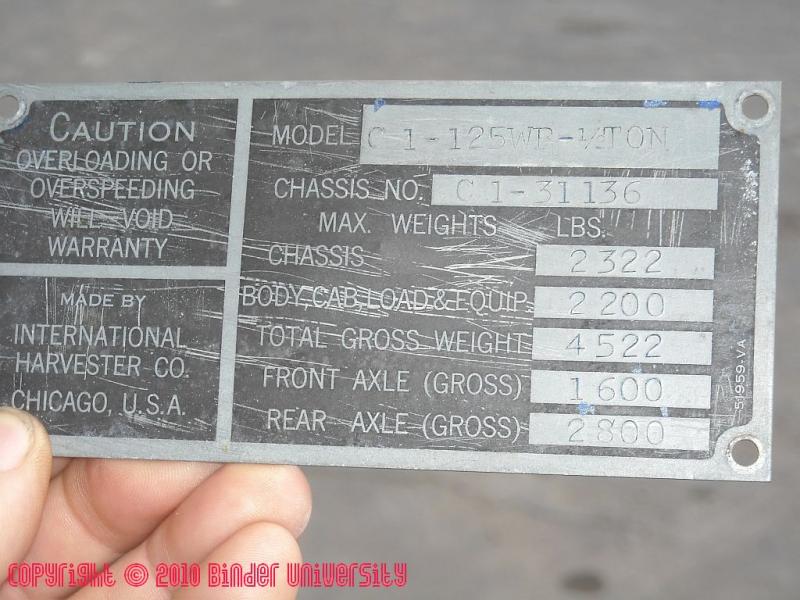 CAUTION
OVERLOADING OR
OVERSPEEDING
WILL VOID
WARRANTY
MADE BY
INTERNATIONAL
HARVESTER CO.
CHICAGO, U.S.A.
MODEL C 1-125WB-½TON
CHASSIS NO. C 1-31136
MAX. WEIGHTS LBS.
CHASSIS 2322
BODY, CAB, LOAD & EQUIP. 2200
TOTAL GROSS WEIGHT 4522
FRONT AXLE (GROSS) 1600
REAR AXLE (GROSS) 2800
51959-VA
Copyright © 2010 Binder University